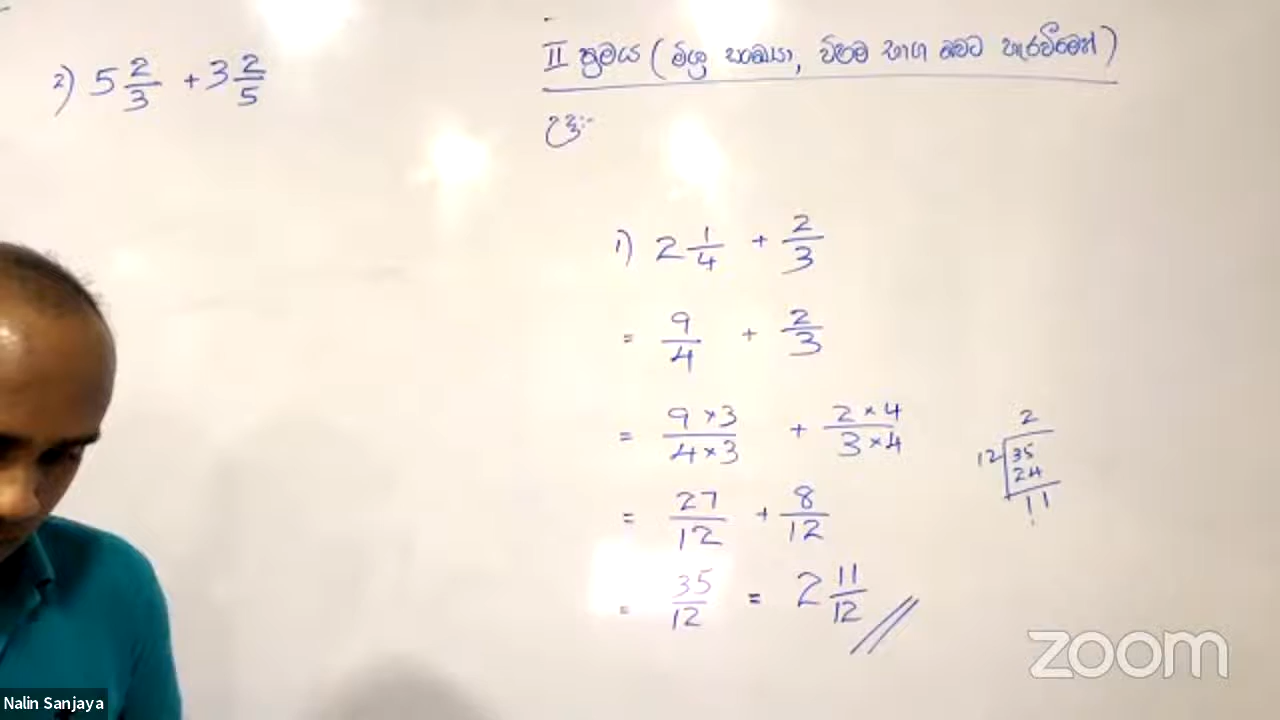 2) 5 2/3 + 3 2/5
II ක්‍රමය ( මිශ්‍ර සංඛ්‍යා, විෂම භාග බවට හැරවීමෙන් )
උදා:-
1) 2 1/4 + 2/3
= 9/4 + 2/3
= 9×3/4×3 + 2×4/3×4
= 27/12 + 8/12
= 35/12 = 2 11/12
2
12 35
24
11
zoom
Nalin Sanjaya